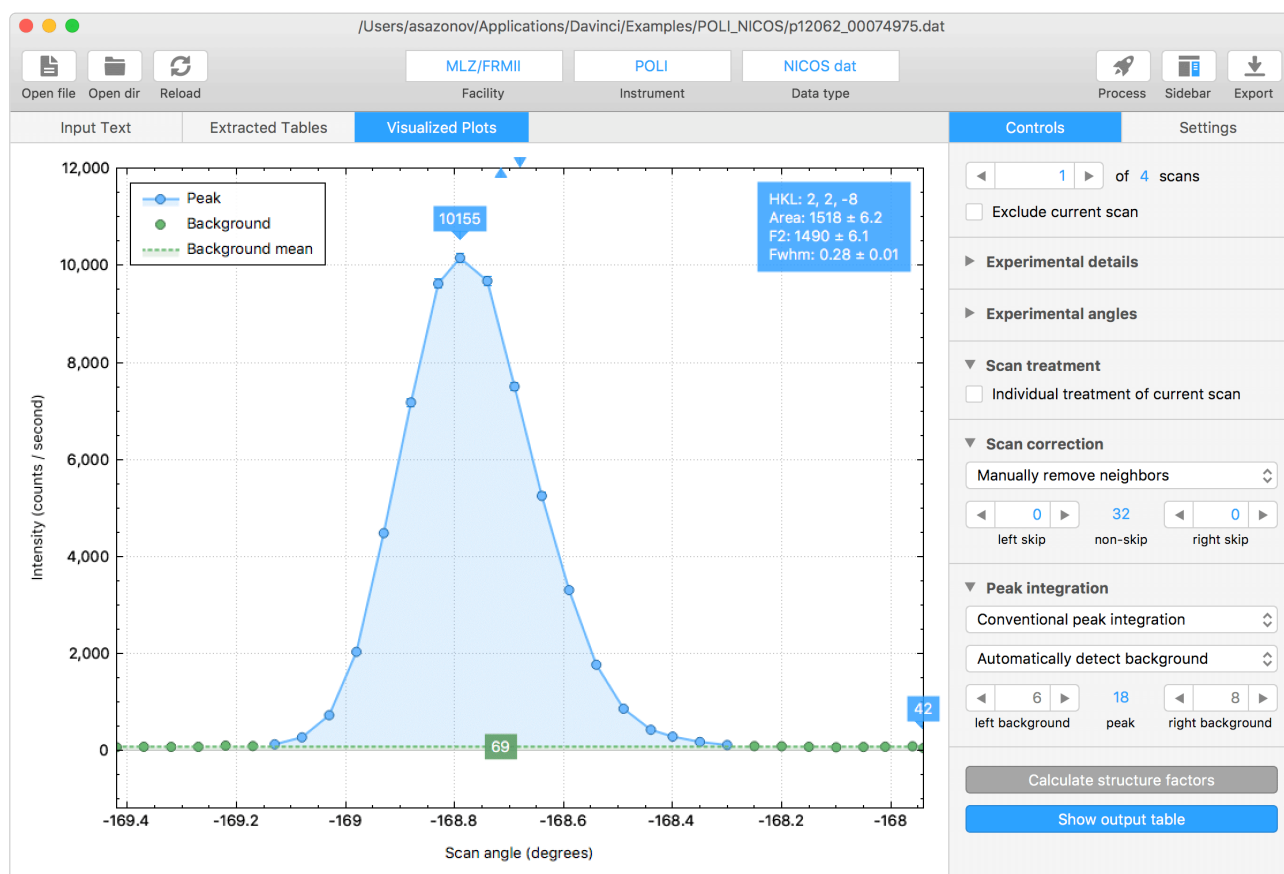 /Users/asazonov/Applications/Davinci/Examples/POLI_NICOS/p12062_00074975.dat
MLZ/FRMII POLI NICOS dat
Open file Open dir Reload Facility Instrument Data type Process Sidebar Export
Input Text Extracted Tables Visualized Plots Controls Settings
12,000
10,000
8,000
6,000
4,000
2,000
0
Intensity (counts / second)
Peak
Background
Background mean
10155
HKL: 2, 2, -8
Area: 1518 ± 6.2
F2: 1490 ± 6.1
Fwhm: 0.28 ± 0.01
42
69
-169.4 -169.2 -169 -168.8 -168.6 -168.4 -168.2 -168
Scan angle (degrees)
1 of 4 scans
Exclude current scan
Experimental details
Experimental angles
Scan treatment
Individual treatment of current scan
Scan correction
Manually remove neighbors
0 32 0
left skip non-skip right skip
Peak integration
Conventional peak integration
Automatically detect background
6 18 8
left background peak right background
Calculate structure factors
Show output table